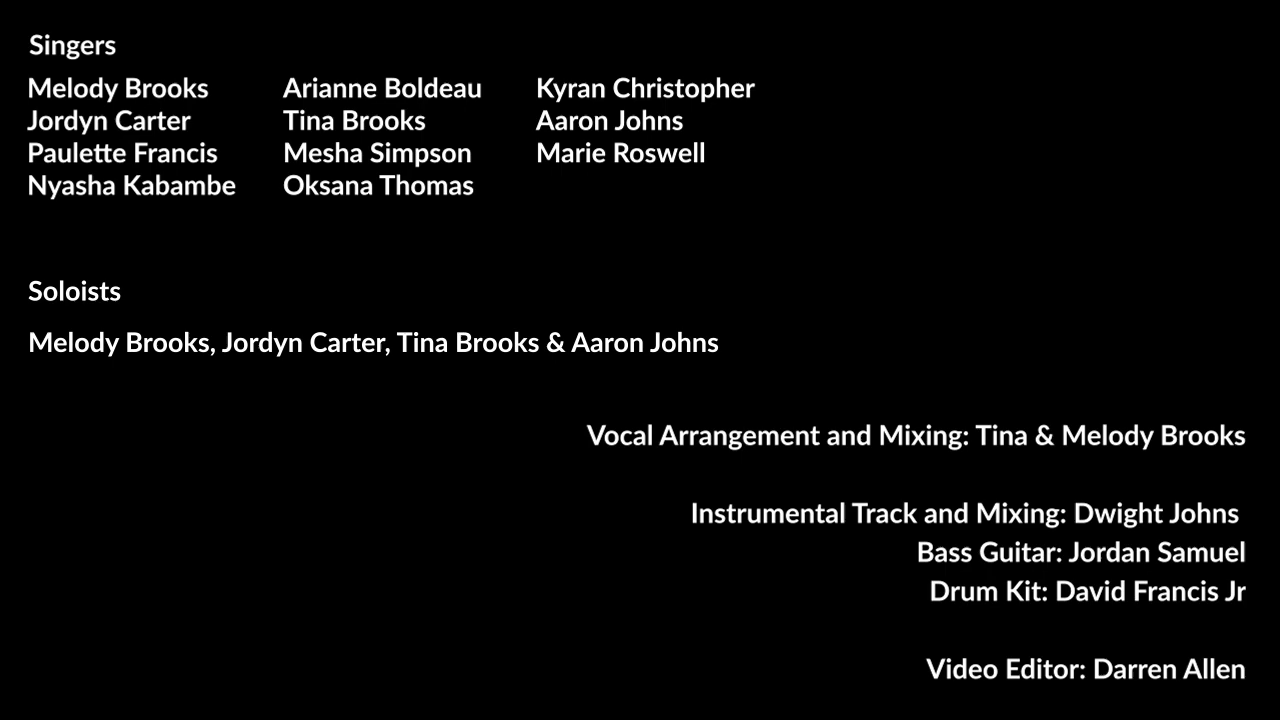 Singers
Melody Brooks Arianne Boldeau Kyran Christopher
Jordyn Carter Tina Brooks Aaron Johns
Paulette Francis Mesha Simpson Marie Roswell
Nyasha Kabambe Oksana Thomas
Soloists
Melody Brooks, Jordyn Carter, Tina Brooks & Aaron Johns
Vocal Arrangement and Mixing: Tina & Melody Brooks
Instrumental Track and Mixing: Dwight Johns
Bass Guitar: Jordan Samuel
Drum Kit: David Francis Jr
Video Editor: Darren Allen